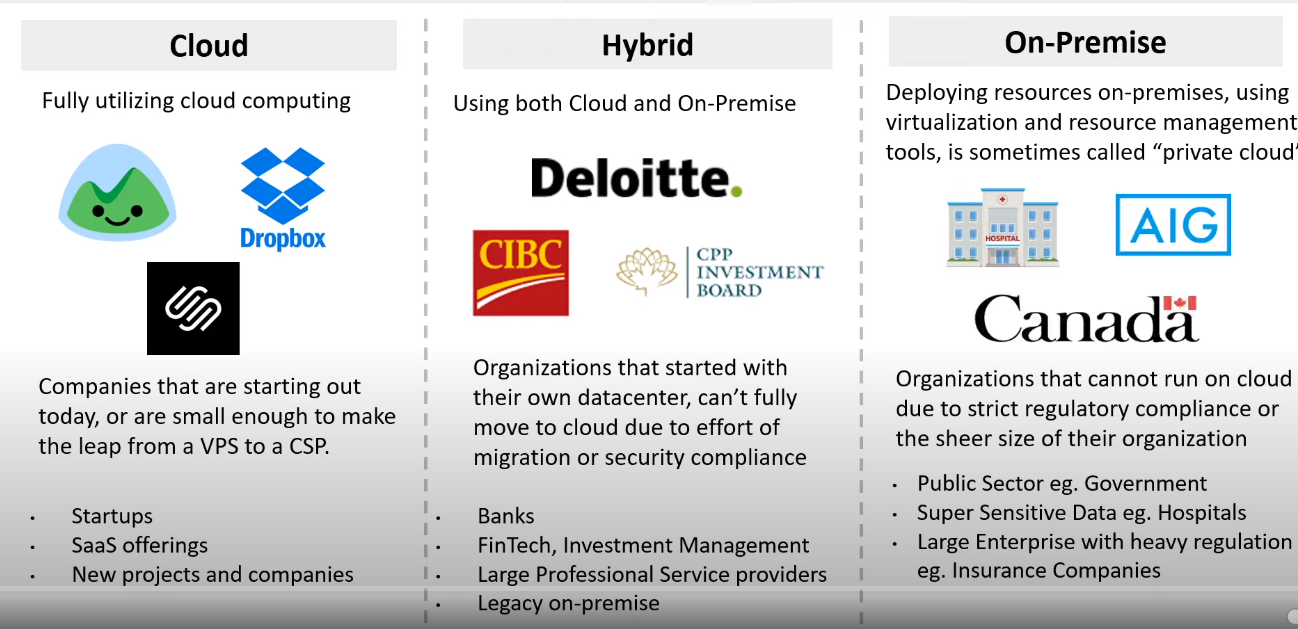 Cloud
Fully utilizing cloud computing
Dropbox
Companies that are starting out
today, or are small enough to make
the leap from a VPS to a CSP.
· Startups
· SaaS offerings
· New projects and companies
Hybrid
Using both Cloud and On-Premise
Deloitte.
CIBC
CPP
INVESTMENT
BOARD
Organizations that started with
their own datacenter, can't fully
move to cloud due to effort of
migration or security compliance
· Banks
· FinTech, Investment Management
· Large Professional Service providers
· Legacy on-premise
On-Premise
Deploying resources on-premises, using
virtualization and resource management
tools, is sometimes called “private cloud”
HOSPITAL
AIG
Canada
Organizations that cannot run on cloud
due to strict regulatory compliance or
the sheer size of their organization
· Public Sector eg. Government
· Super Sensitive Data eg. Hospitals
· Large Enterprise with heavy regulation
eg. Insurance Companies